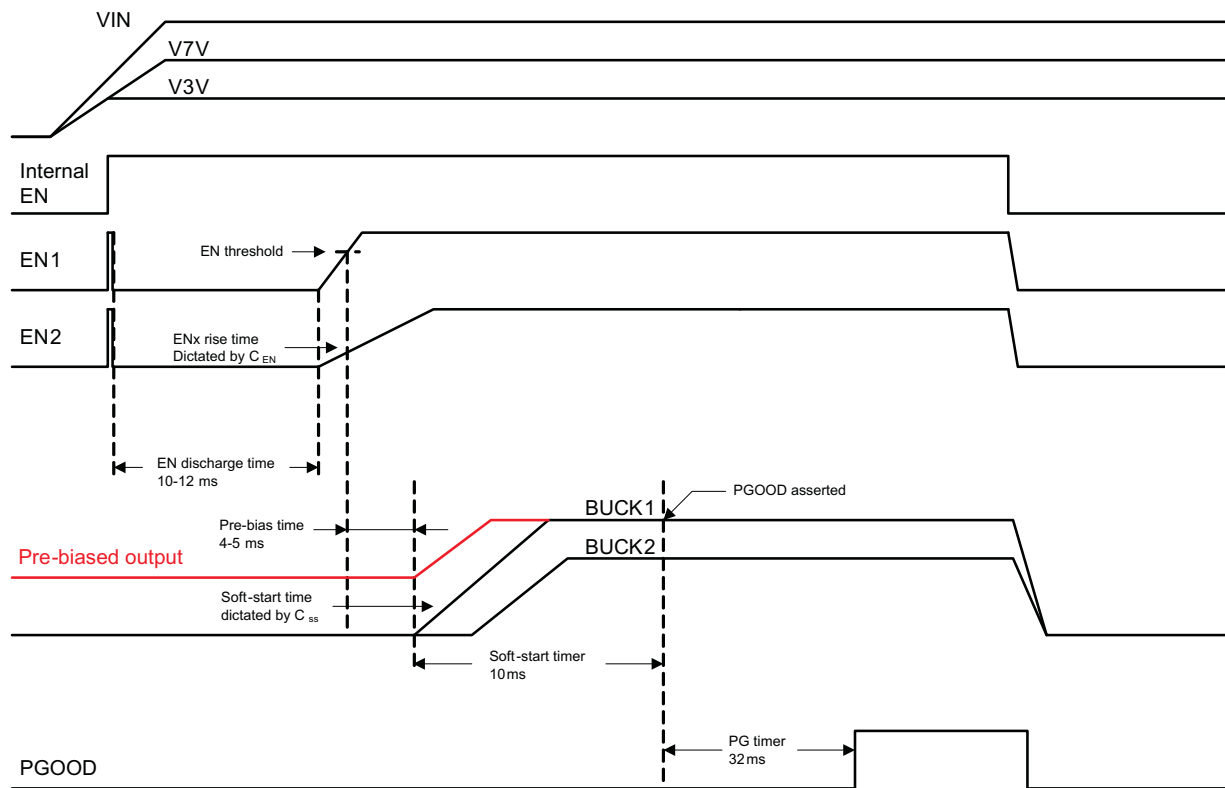 VIN
V7V
V3V
Internal
EN
EN threshold
EN1
EN2
ENx rise time
Dictated by C EN
EN discharge time
10-12 ms
PGOOD asserted
BUCK1
Pre-bias time
4-5 ms
BUCK2
Pre-biased output
Soft-start time
dictated by C ss
Soft-start timer
10ms
PG timer
32ms
PGOOD